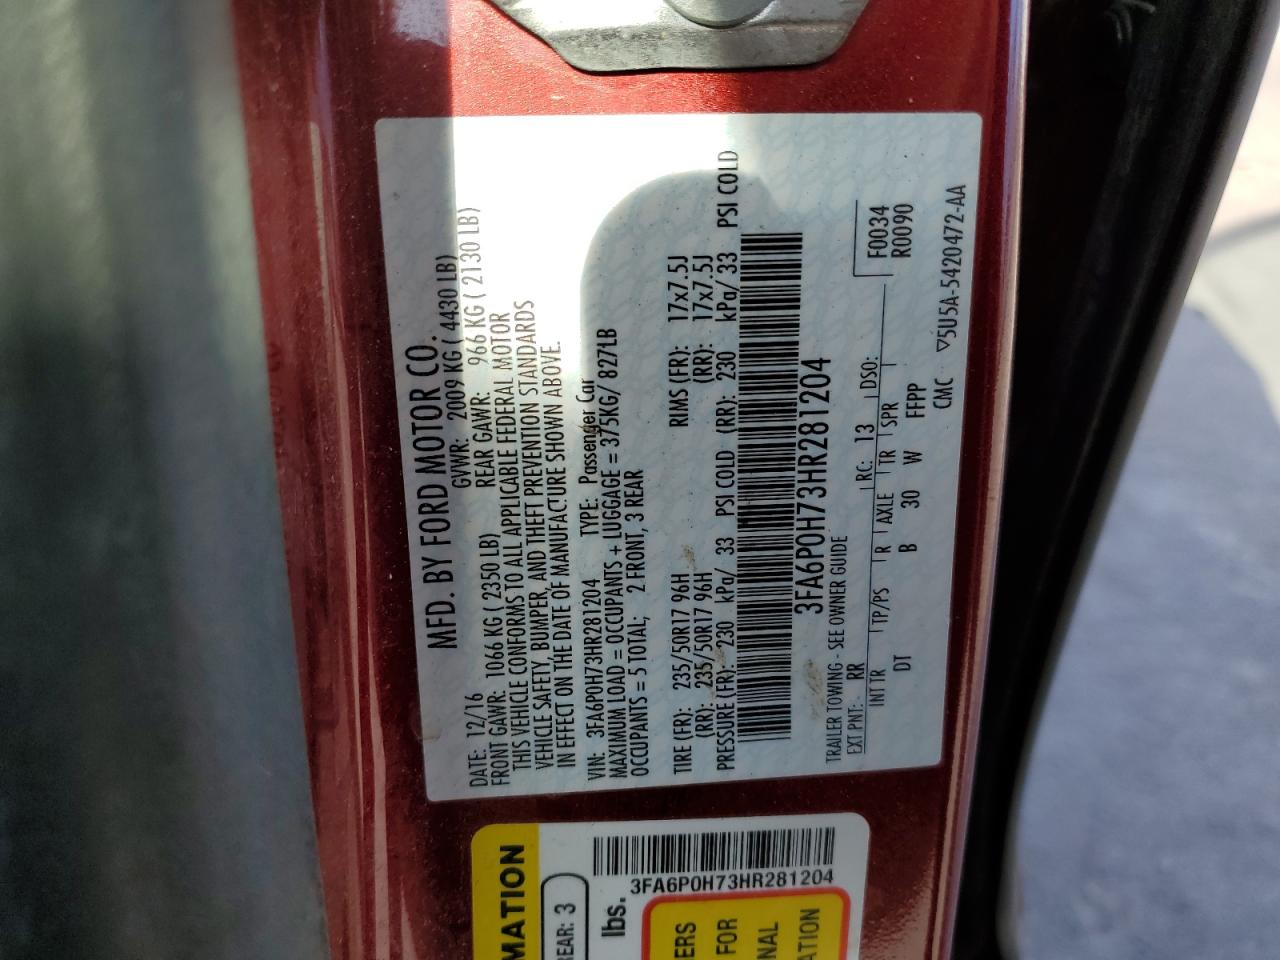 MFD. BY FORD MOTOR CO.
DATE: 12/16 GVWR: 2009 KG ( 4430 LB)
FRONT GAWR: 1066 KG ( 2350 LB) REAR GAWR: 966 KG ( 2130 LB)
THIS VEHICLE CONFORMS TO ALL APPLICABLE FEDERAL MOTOR
VEHICLE SAFETY, BUMPER, AND THEFT PREVENTION STANDARDS
IN EFFECT ON THE DATE OF MANUFACTURE SHOWN ABOVE.
VIN: 3FA6P0H73HR281204 TYPE: Passenger Car
MAXIMUM LOAD = OCCUPANTS + LUGGAGE = 375KG/ 827LB
OCCUPANTS = 5 TOTAL; 2 FRONT, 3 REAR
TIRE (FR): 235/50R17 96H RIMS (FR): 17x7.5J
(RR): 235/50R17 96H (RR): 17x7.5J
PRESSURE (FR): 230 kPa/ 33 PSI COLD (RR): 230 kPa/ 33 PSI COLD
3FA6P0H73HR281204
TRAILER TOWING - SEE OWNER GUIDE
EXT PNT: RR RC: 13 DSO: F0034
INT TR TP/PS R AXLE TR SPR R0090
DT B 30 W FFPP
CMC ▽5U5A-5420472-AA
MATION
REAR: 3
lbs.
3FA6P0H73HR281204
ERS
FOR
NAL
ATION